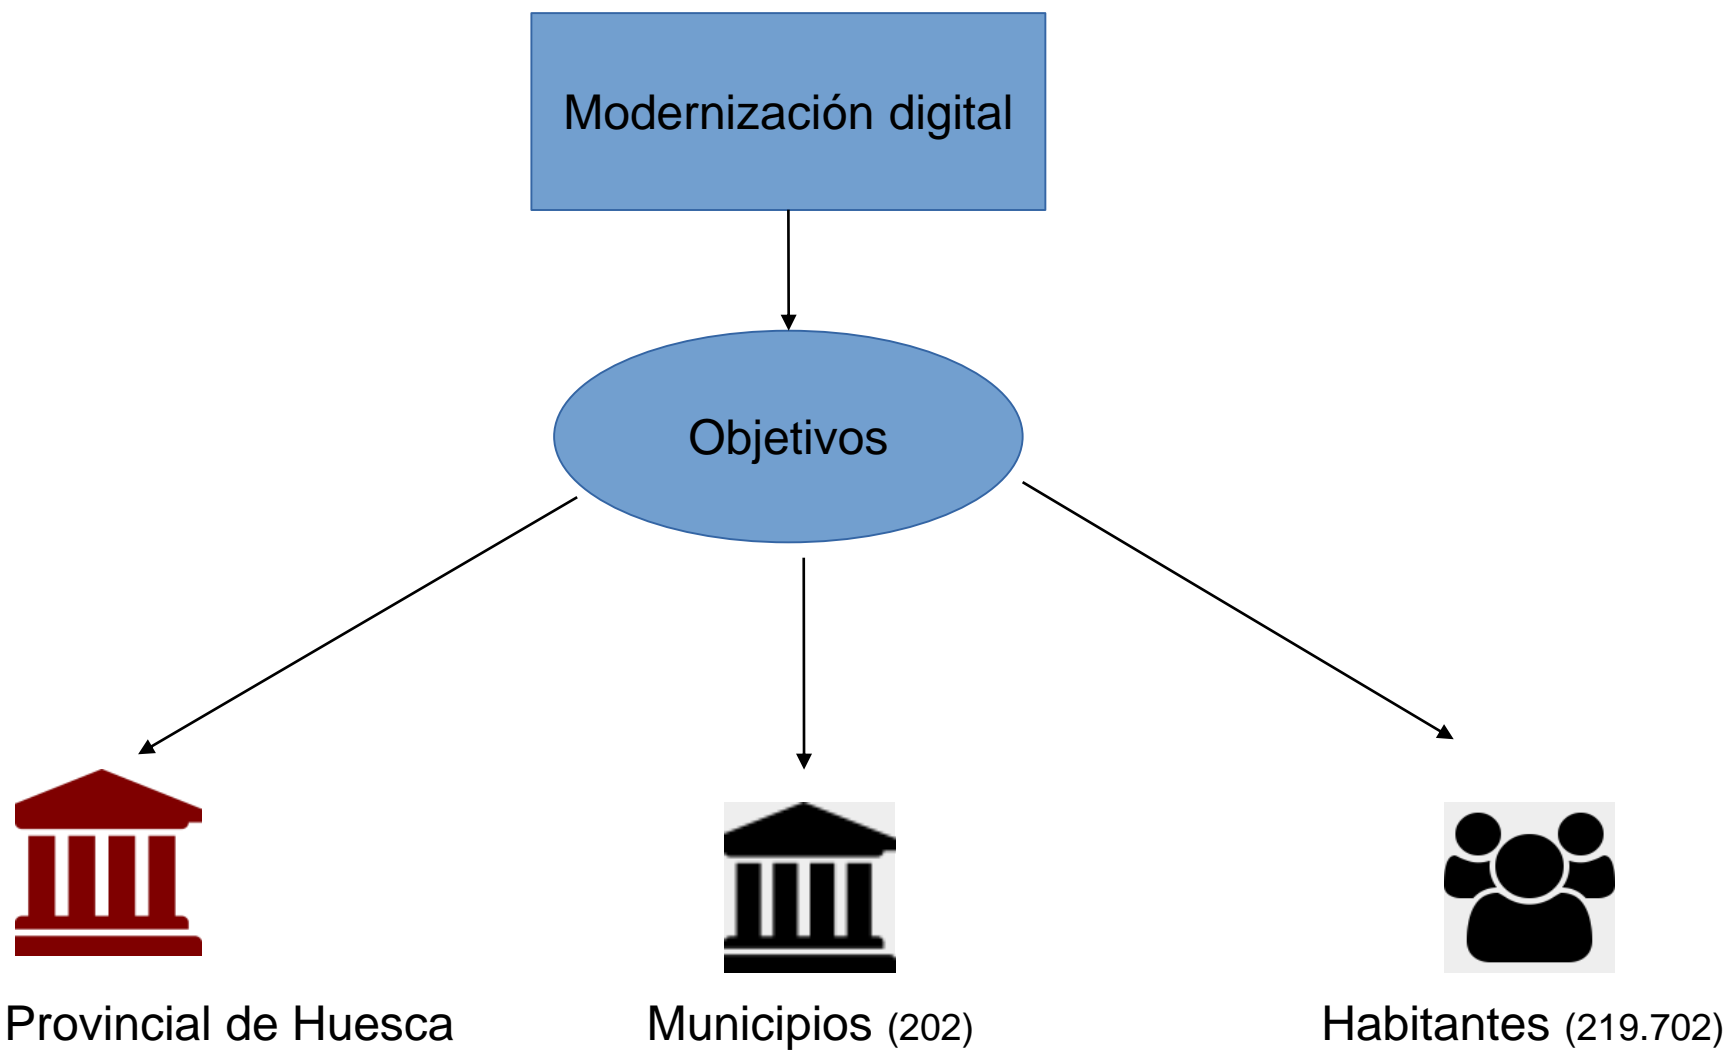 Modernización digital
Objetivos
Provincial de Huesca
Municipios (202)
Habitantes (219.702)